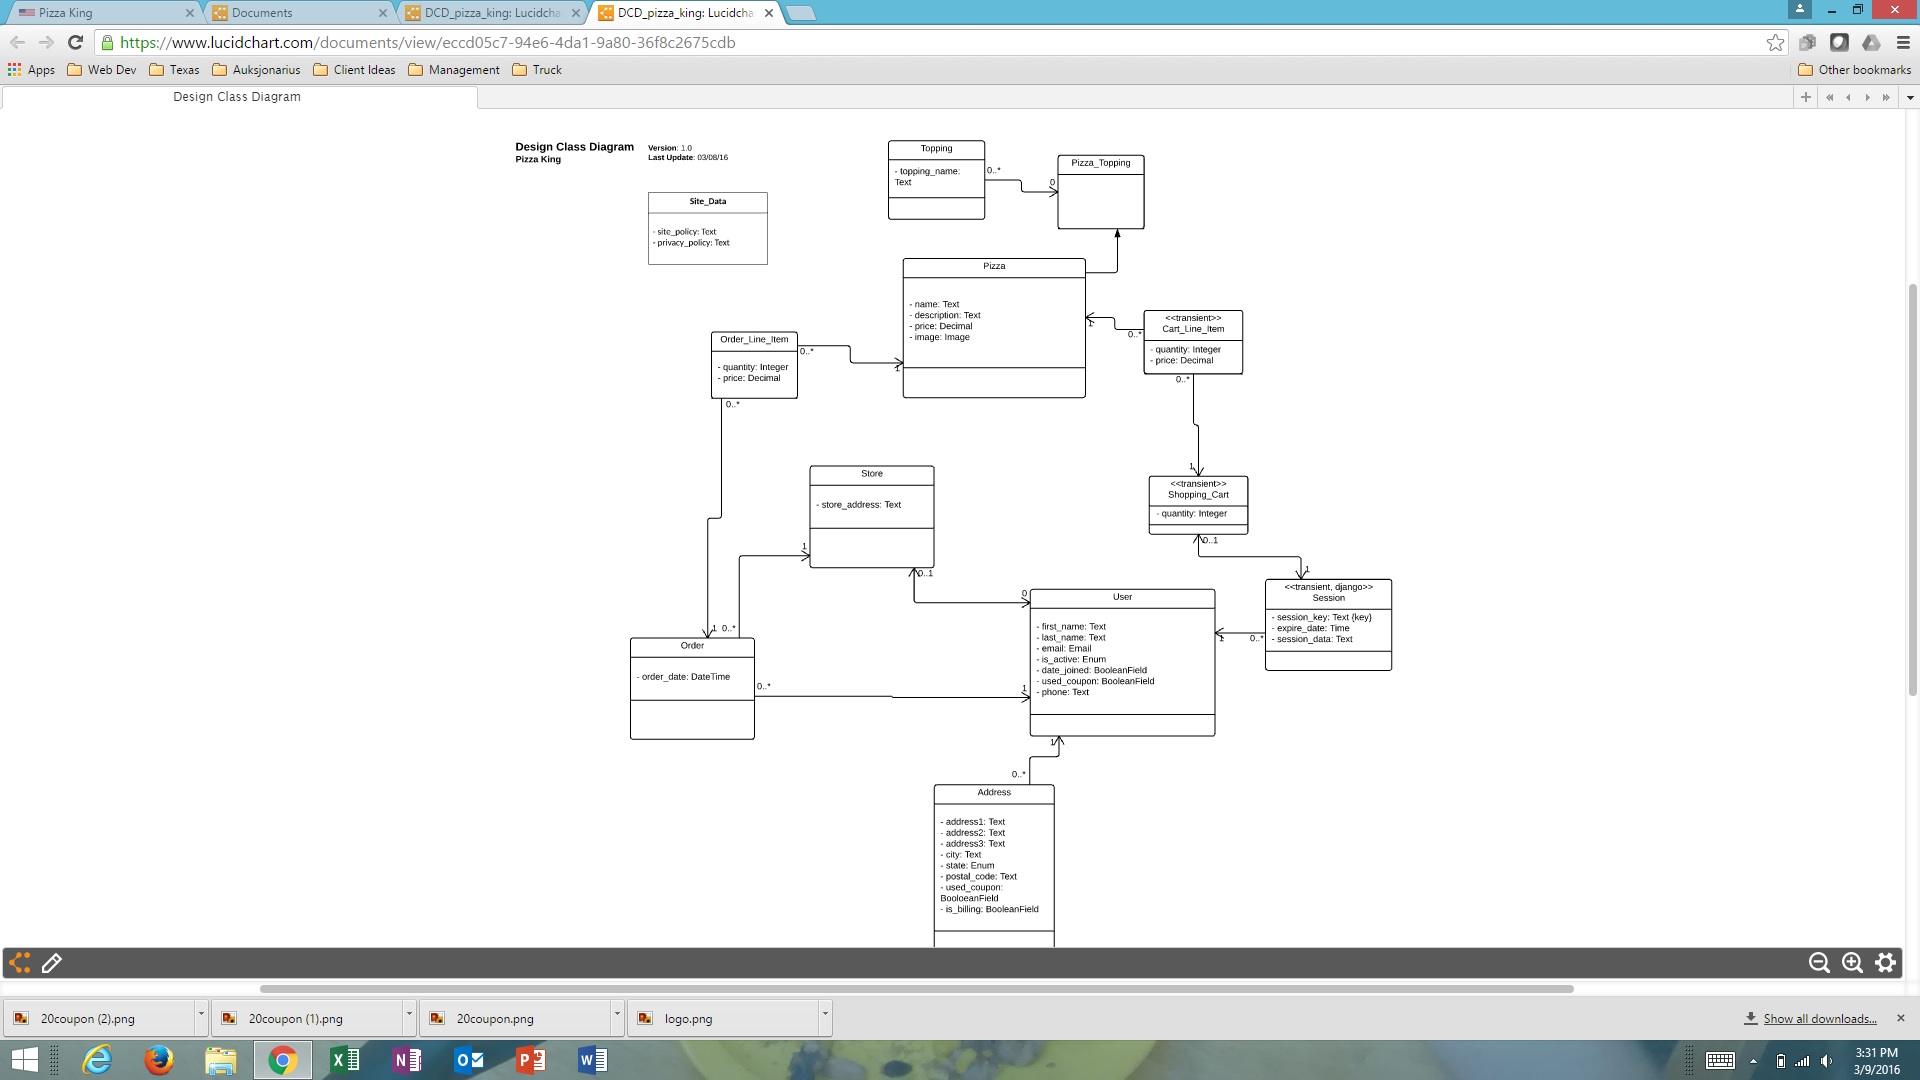 Pizza King
Documents
DCD_pizza_king: Lucidcha
DCD_pizza_king: Lucidcha
https://www.lucidchart.com/documents/view/eccd05c7-94e6-4da1-9a80-36f8c2675cdb
Apps
Web Dev
Texas
Auksjonarius
Client Ideas
Management
Truck
Other bookmarks
Design Class Diagram
Design Class Diagram
Pizza King
Version: 1.0
Last Update: 03/08/16
Site_Data
- site_policy: Text
- privacy_policy: Text
Topping
- topping_name:
Text
0..*
0
Pizza_Topping
Pizza
- name: Text
- description: Text
- price: Decimal
- image: Image
1
0..*
<<transient>>
Cart_Line_Item
- quantity: Integer
- price: Decimal
0..*
Order_Line_Item
- quantity: Integer
- price: Decimal
0..*
1
0..*
Store
- store_address: Text
1
0..1
1
<<transient>>
Shopping_Cart
- quantity: Integer
0..1
1
<<transient, django>>
Session
- session_key: Text {key}
- expire_date: Time
- session_data: Text
1
0..*
0
User
- first_name: Text
- last_name: Text
- email: Email
- is_active: Enum
- date_joined: BooleanField
- used_coupon: BooleanField
- phone: Text
1
0..*
Order
- order_date: DateTime
0..*
1
1
0..*
Address
- address1: Text
- address2: Text
- address3: Text
- city: Text
- state: Enum
- postal_code: Text
- used_coupon:
BooloeanField
- is_billing: BooleanField
20coupon (2).png
20coupon (1).png
20coupon.png
logo.png
Show all downloads...
3:31 PM
3/9/2016